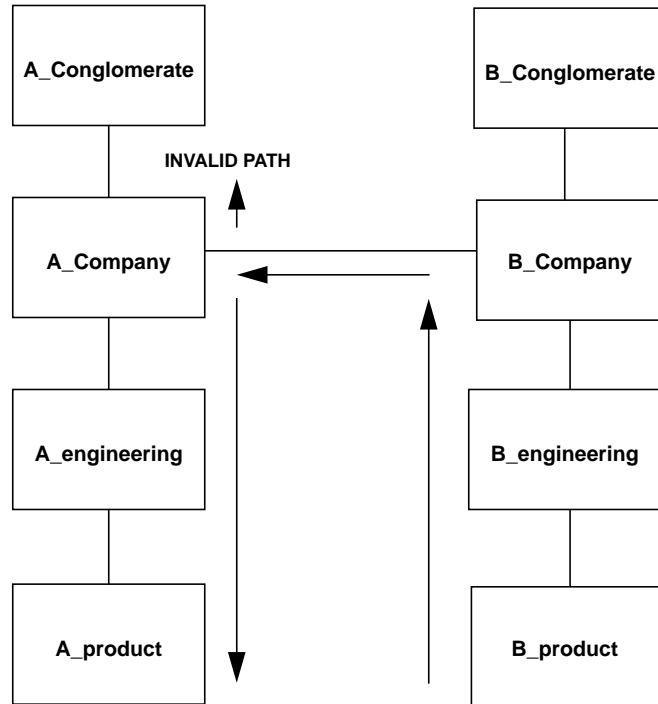 A_Conglomerate
B_Conglomerate
INVALID PATH
A_Company
B_Company
A_engineering
B_engineering
A_product
B_product